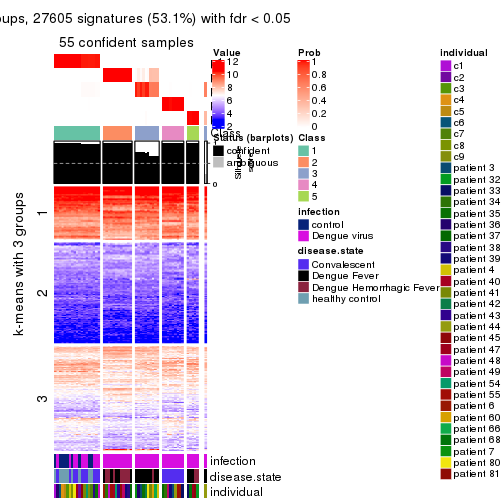 oups, 27605 signatures (53.1%) with fdr < 0.05
55 confident samples
k-means with 3 groups
1
2
3
Value
12
10
8
6
4
2
Class
Status (barplots)
confident
ambiguous
0
Prob
1
0.8
0.6
0.4
0.2
0
Class
1
2
3
4
5
infection
control
Dengue virus
disease.state
Convalescent
Dengue Fever
Dengue Hemorrhagic Fever
healthy control
individual
c1
c2
c3
c4
c5
c6
c7
c8
c9
patient 3
patient 32
patient 33
patient 34
patient 35
patient 36
patient 37
patient 38
patient 39
patient 4
patient 40
patient 41
patient 42
patient 43
patient 44
patient 45
patient 47
patient 48
patient 49
patient 54
patient 55
patient 6
patient 60
patient 66
patient 68
patient 7
patient 80
patient 81
infection
disease.state
individual